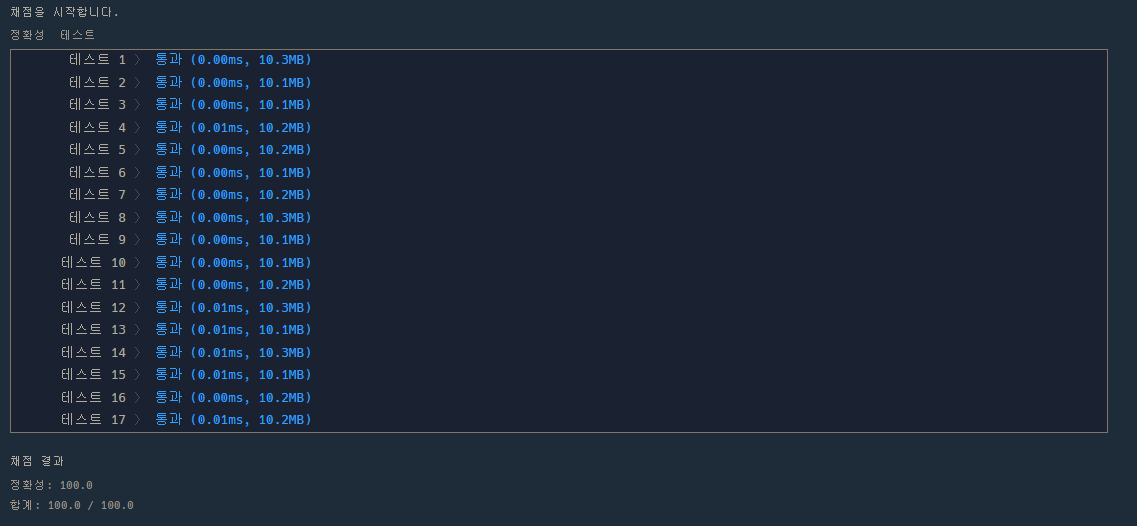 채점을 시작합니다.
정확성 테스트
테스트 1 〉 통과 (0.00ms, 10.3MB)
테스트 2 〉 통과 (0.00ms, 10.1MB)
테스트 3 〉 통과 (0.00ms, 10.1MB)
테스트 4 〉 통과 (0.01ms, 10.2MB)
테스트 5 〉 통과 (0.00ms, 10.2MB)
테스트 6 〉 통과 (0.00ms, 10.1MB)
테스트 7 〉 통과 (0.00ms, 10.2MB)
테스트 8 〉 통과 (0.00ms, 10.3MB)
테스트 9 〉 통과 (0.00ms, 10.1MB)
테스트 10 〉 통과 (0.00ms, 10.1MB)
테스트 11 〉 통과 (0.00ms, 10.2MB)
테스트 12 〉 통과 (0.01ms, 10.3MB)
테스트 13 〉 통과 (0.01ms, 10.1MB)
테스트 14 〉 통과 (0.01ms, 10.3MB)
테스트 15 〉 통과 (0.01ms, 10.1MB)
테스트 16 〉 통과 (0.00ms, 10.2MB)
테스트 17 〉 통과 (0.01ms, 10.2MB)
채점 결과
정확성: 100.0
합계: 100.0 / 100.0